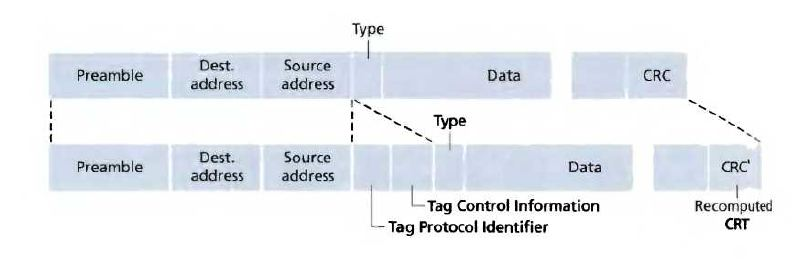 Type
Preamble
Dest.
address
Source
address
Data
CRC
Type
Preamble
Dest.
address
Source
address
Data
CRC'
Tag Control Information
Tag Protocol Identifier
Recomputed
CRT